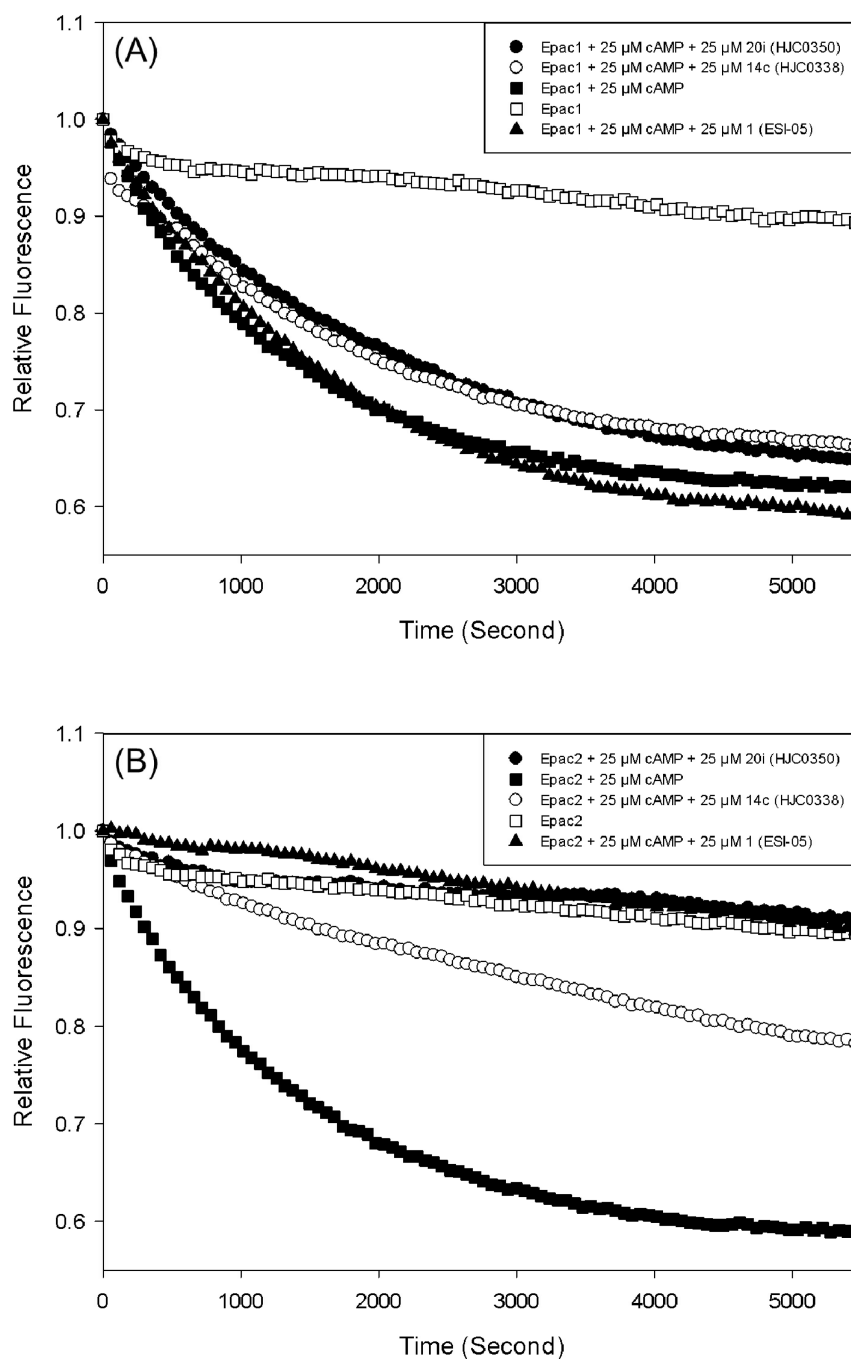 (A)
Epac1 + 25 µM cAMP + 25 µM 20i (HJC0350)
Epac1 + 25 µM cAMP + 25 µM 14c (HJC0338)
Epac1 + 25 µM cAMP
Epac1
Epac1 + 25 µM cAMP + 25 µM 1 (ESI-05)
1.0
0.9
0.8
0.7
0.6
Relative Fluorescence
0 1000 2000 3000 4000 5000
Time (Second)
1.1
(B)
Epac2 + 25 µM cAMP + 25 µM 20i (HJC0350)
Epac2 + 25 µM cAMP
Epac2 + 25 µM cAMP + 25 µM 14c (HJC0338)
Epac2
Epac2 + 25 µM cAMP + 25 µM 1 (ESI-05)
1.0
0.9
0.8
0.7
0.6
Relative Fluorescence
0 1000 2000 3000 4000 5000
Time (Second)